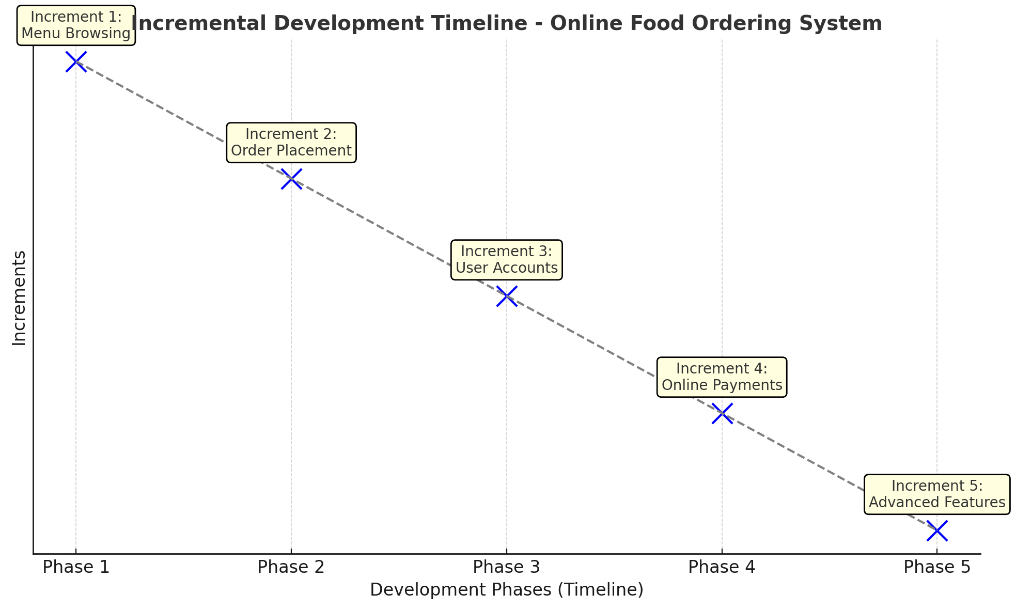 Incremental Development Timeline - Online Food Ordering System
Increment 1:
Menu Browsing
Increment 2:
Order Placement
Increment 3:
User Accounts
Increment 4:
Online Payments
Increment 5:
Advanced Features
Increments
Phase 1
Phase 2
Phase 3
Phase 4
Phase 5
Development Phases (Timeline)